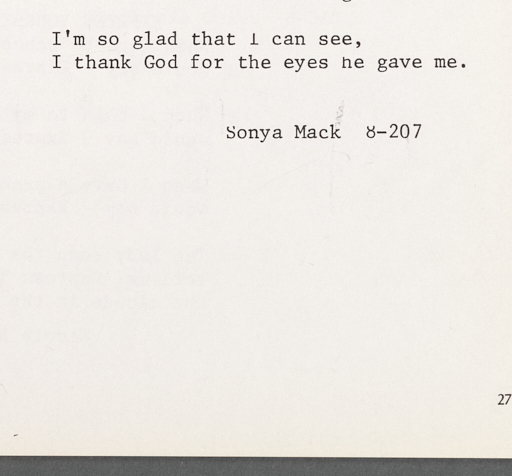 I'm so glad that I can see,
I thank God for the eyes he gave me.
Sonya Mack 8-207
27